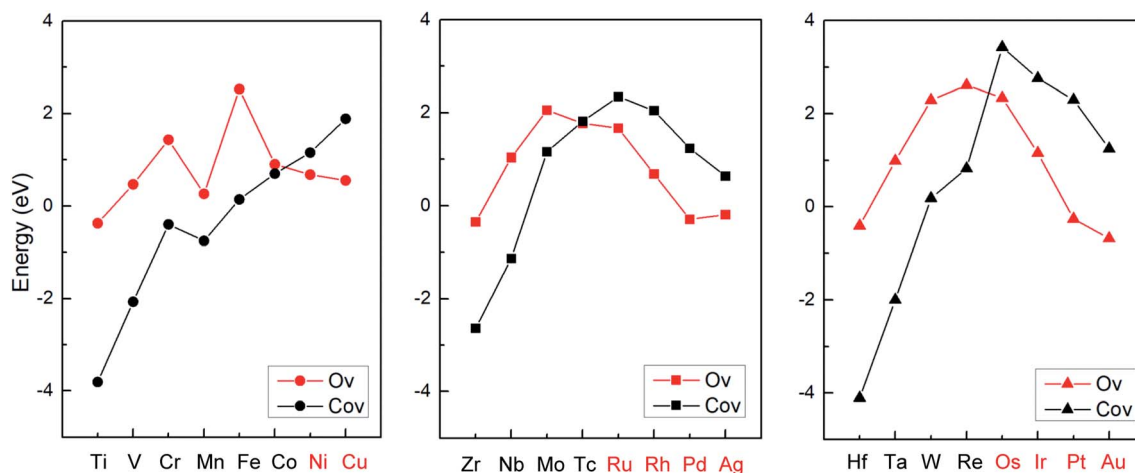 Energy (eV)
4
2
0
-2
-4
Ov
Cov
Ti V Cr Mn Fe Co Ni Cu
4
2
0
-2
-4
Ov
Cov
Zr Nb Mo Tc Ru Rh Pd Ag
4
2
0
-2
-4
Ov
Cov
Hf Ta W Re Os Ir Pt Au